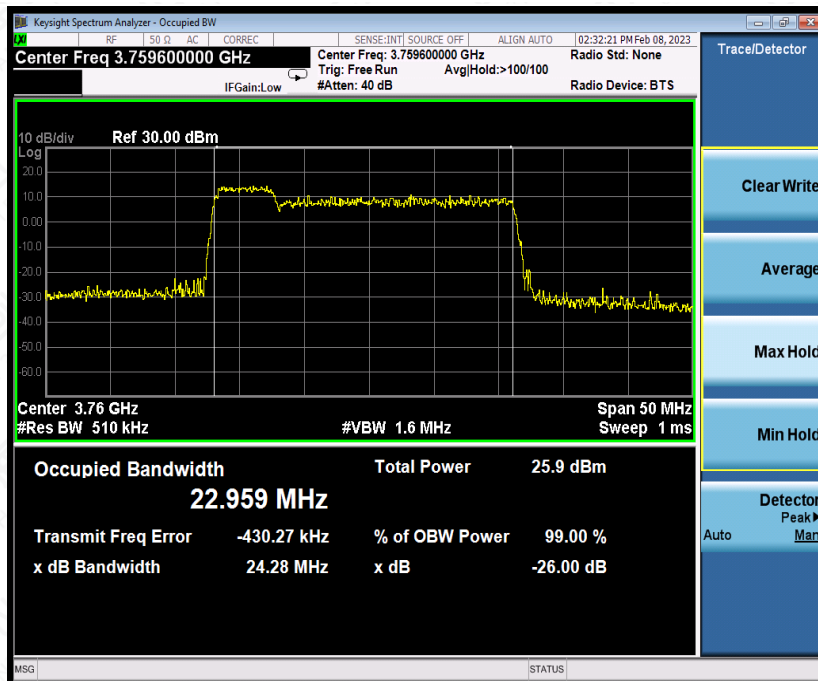 Keysight Spectrum Analyzer - Occupied BW
LXI RF 50 Ω AC CORREC SENSE:INT SOURCE OFF ALIGN AUTO 02:32:21 PM Feb 08, 2023
Center Freq 3.759600000 GHz
Center Freq: 3.759600000 GHz Radio Std: None
Trig: Free Run Avg|Hold:>100/100
IFGain:Low #Atten: 40 dB Radio Device: BTS
10 dB/div Ref 30.00 dBm
Log
20.0
10.0
0.00
-10.0
-20.0
-30.0
-40.0
-50.0
-60.0
Center 3.76 GHz Span 50 MHz
#Res BW 510 kHz #VBW 1.6 MHz Sweep 1 ms
Occupied Bandwidth Total Power 25.9 dBm
22.959 MHz
Transmit Freq Error -430.27 kHz % of OBW Power 99.00 %
x dB Bandwidth 24.28 MHz x dB -26.00 dB
MSG STATUS
Trace/Detector
Clear Write
Average
Max Hold
Min Hold
Detector
Peak
Auto Man